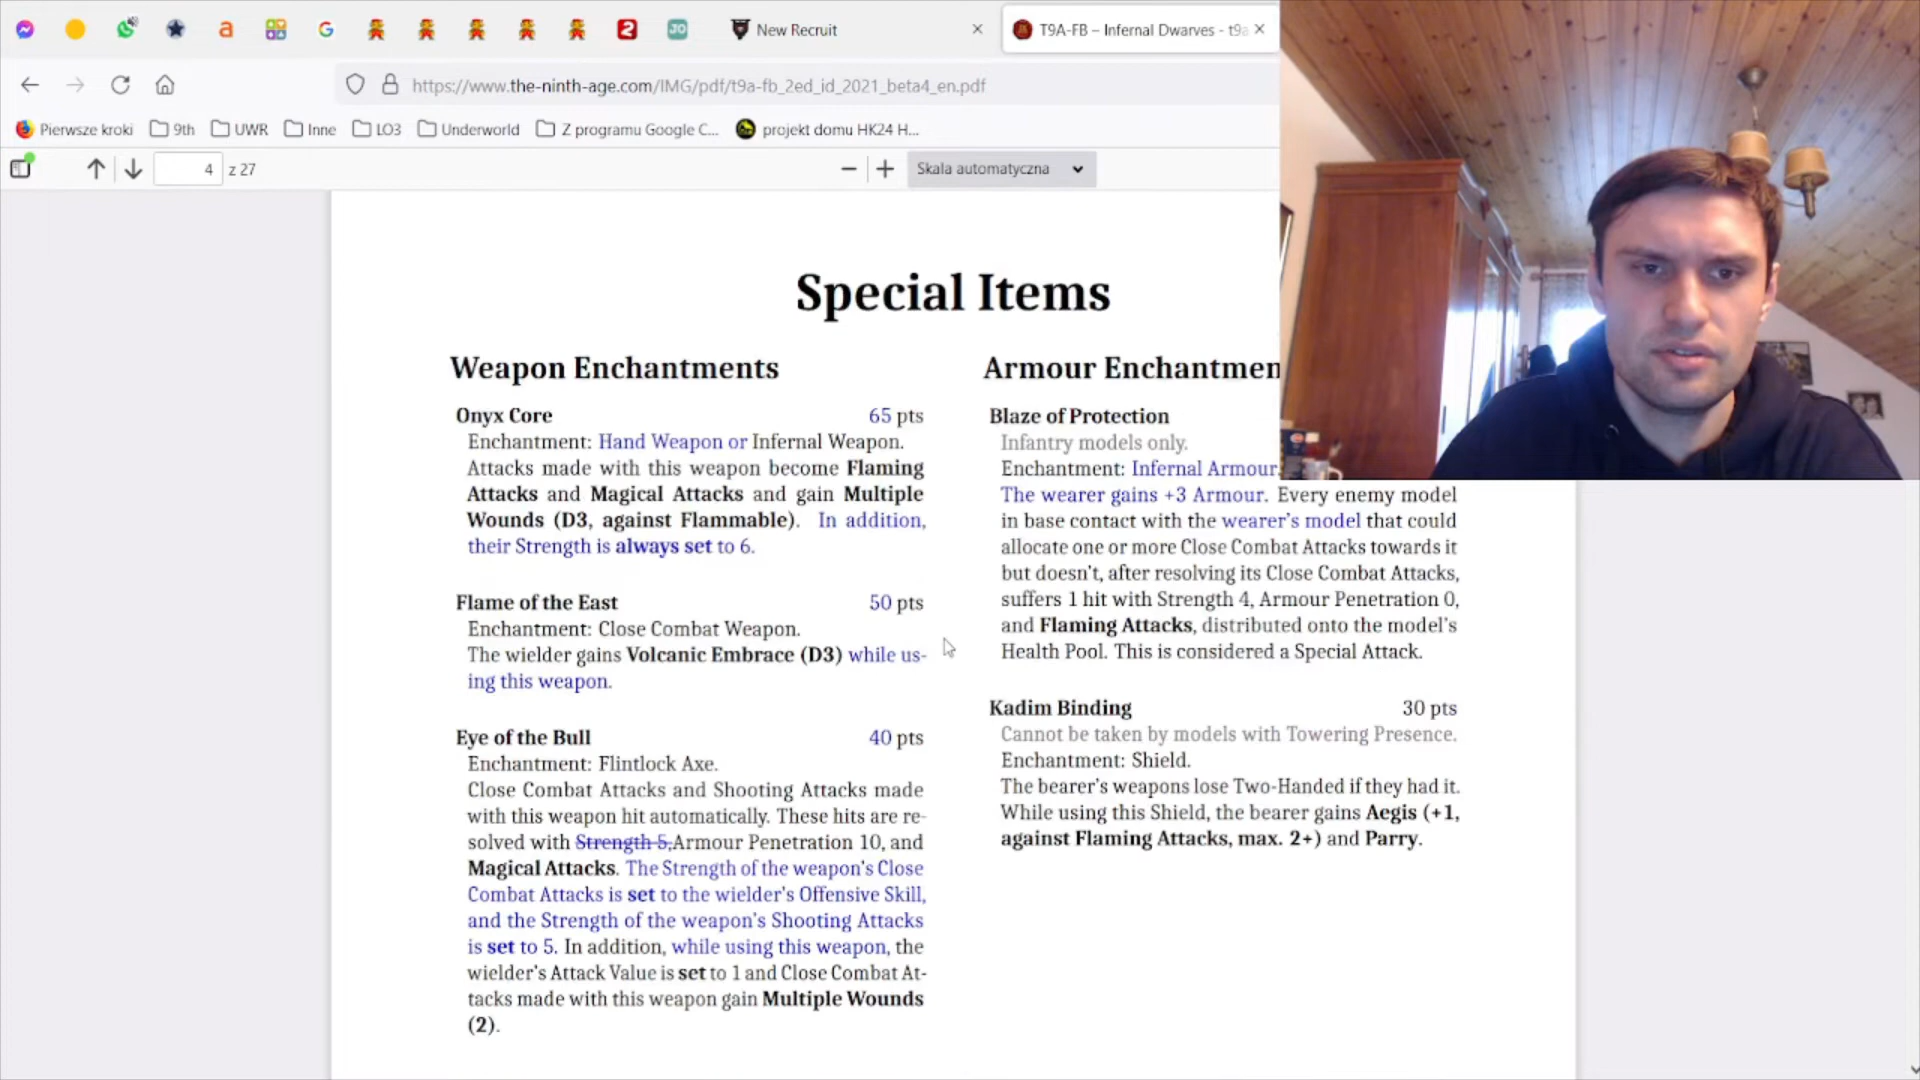 New Recruit
T9A-FB – Infernal Dwarves - t9a
https://www.the-ninth-age.com/IMG/pdf/t9a-fb_2ed_id_2021_beta4_en.pdf
Pierwsze kroki
9th
UWR
Inne
LO3
Underworld
Z programu Google C...
projekt domu HK24 H...
4 z 27
Skala automatyczna
Special Items
Weapon Enchantments
Onyx Core 65 pts
Enchantment: Hand Weapon or Infernal Weapon.
Attacks made with this weapon become Flaming
Attacks and Magical Attacks and gain Multiple
Wounds (D3, against Flammable). In addition,
their Strength is always set to 6.
Flame of the East 50 pts
Enchantment: Close Combat Weapon.
The wielder gains Volcanic Embrace (D3) while us-
ing this weapon.
Eye of the Bull 40 pts
Enchantment: Flintlock Axe.
Close Combat Attacks and Shooting Attacks made
with this weapon hit automatically. These hits are re-
solved with Strength 5,Armour Penetration 10, and
Magical Attacks. The Strength of the weapon's Close
Combat Attacks is set to the wielder's Offensive Skill,
and the Strength of the weapon's Shooting Attacks
is set to 5. In addition, while using this weapon, the
wielder's Attack Value is set to 1 and Close Combat At-
tacks made with this weapon gain Multiple Wounds
(2).
Armour Enchantmen
Blaze of Protection
Infantry models only.
Enchantment: Infernal Armour.
The wearer gains +3 Armour. Every enemy model
in base contact with the wearer's model that could
allocate one or more Close Combat Attacks towards it
but doesn't, after resolving its Close Combat Attacks,
suffers 1 hit with Strength 4, Armour Penetration 0,
and Flaming Attacks, distributed onto the model's
Health Pool. This is considered a Special Attack.
Kadim Binding 30 pts
Cannot be taken by models with Towering Presence.
Enchantment: Shield.
The bearer's weapons lose Two-Handed if they had it.
While using this Shield, the bearer gains Aegis (+1,
against Flaming Attacks, max. 2+) and Parry.